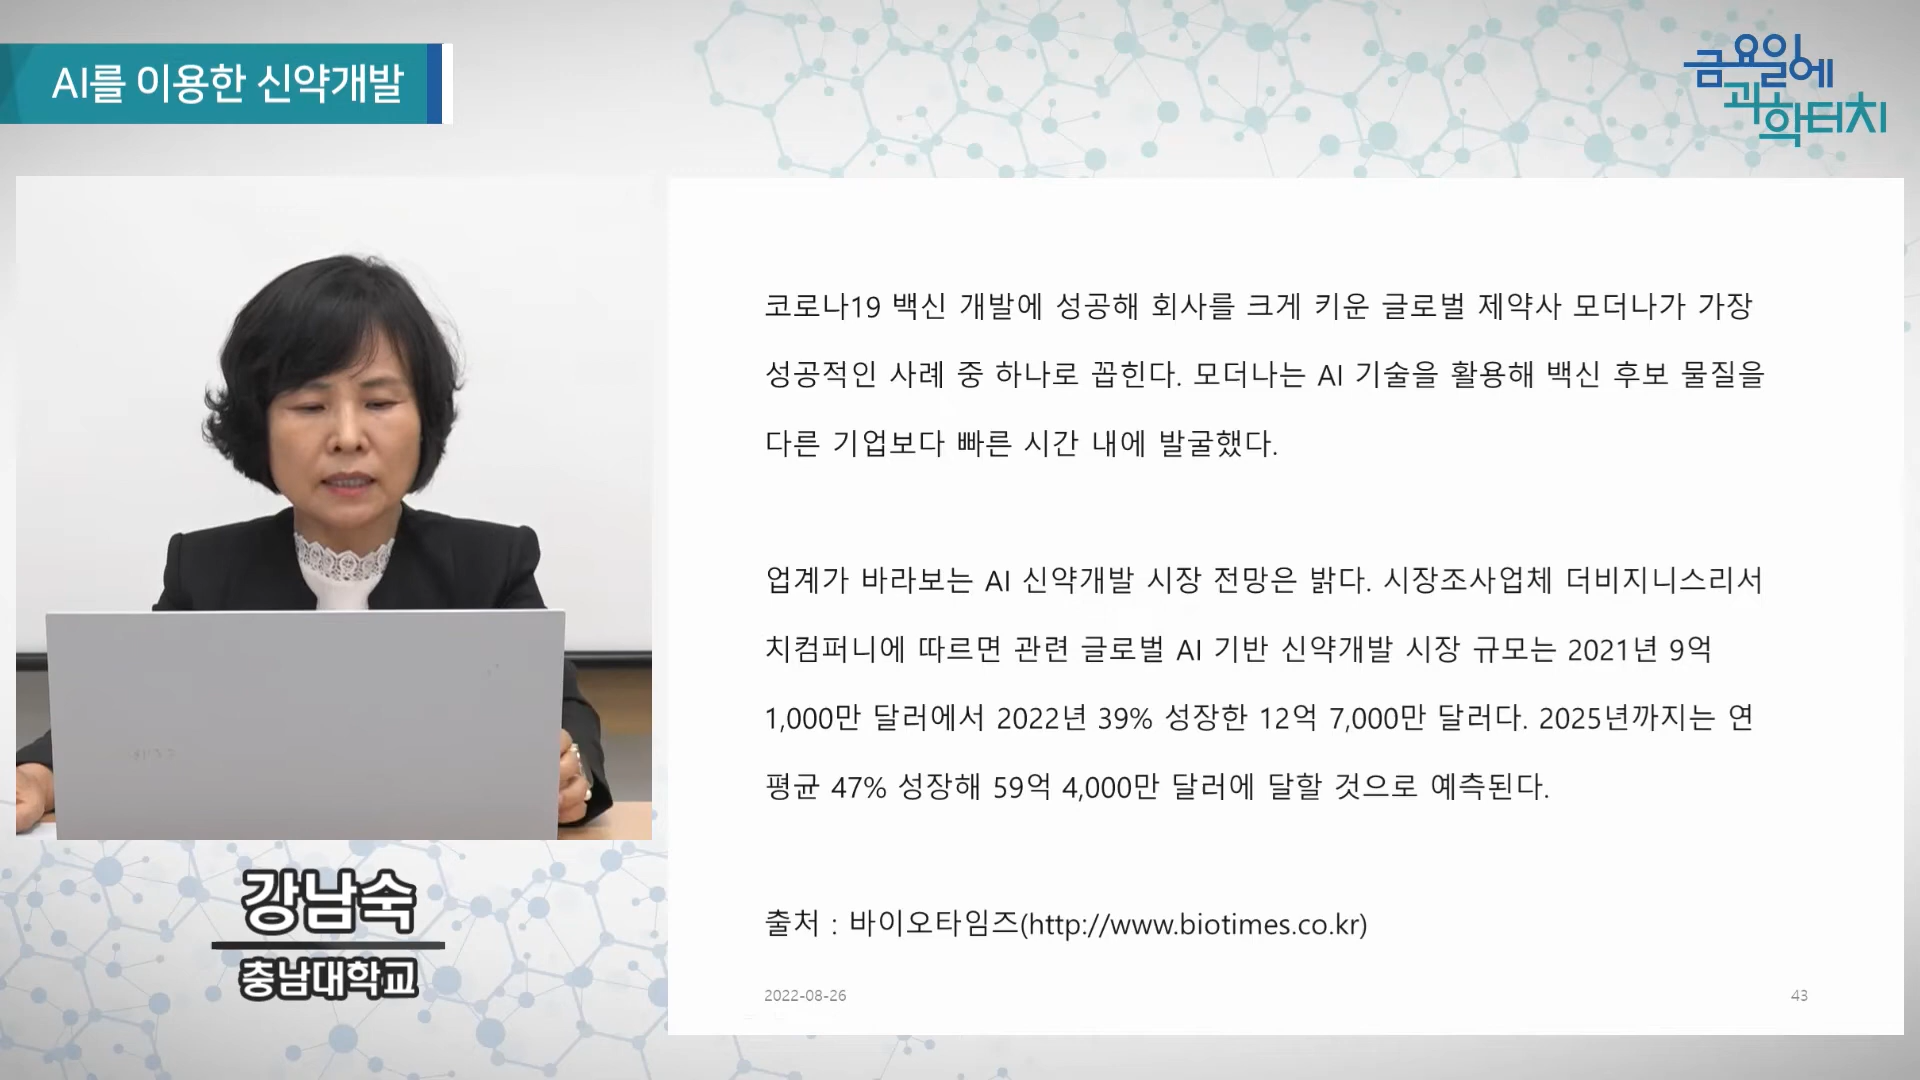 AI를 이용한 신약개발
금요일에
과학터치
코로나19 백신 개발에 성공해 회사를 크게 키운 글로벌 제약사 모더나가 가장
성공적인 사례 중 하나로 꼽힌다. 모더나는 AI 기술을 활용해 백신 후보 물질을
다른 기업보다 빠른 시간 내에 발굴했다.
업계가 바라보는 AI 신약개발 시장 전망은 밝다. 시장조사업체 더비지니스리서
치컴퍼니에 따르면 관련 글로벌 AI 기반 신약개발 시장 규모는 2021년 9억
1,000만 달러에서 2022년 39% 성장한 12억 7,000만 달러다. 2025년까지는 연
평균 47% 성장해 59억 4,000만 달러에 달할 것으로 예측된다.
출처 : 바이오타임즈(http://www.biotimes.co.kr)
2022-08-26
43
강남숙
충남대학교